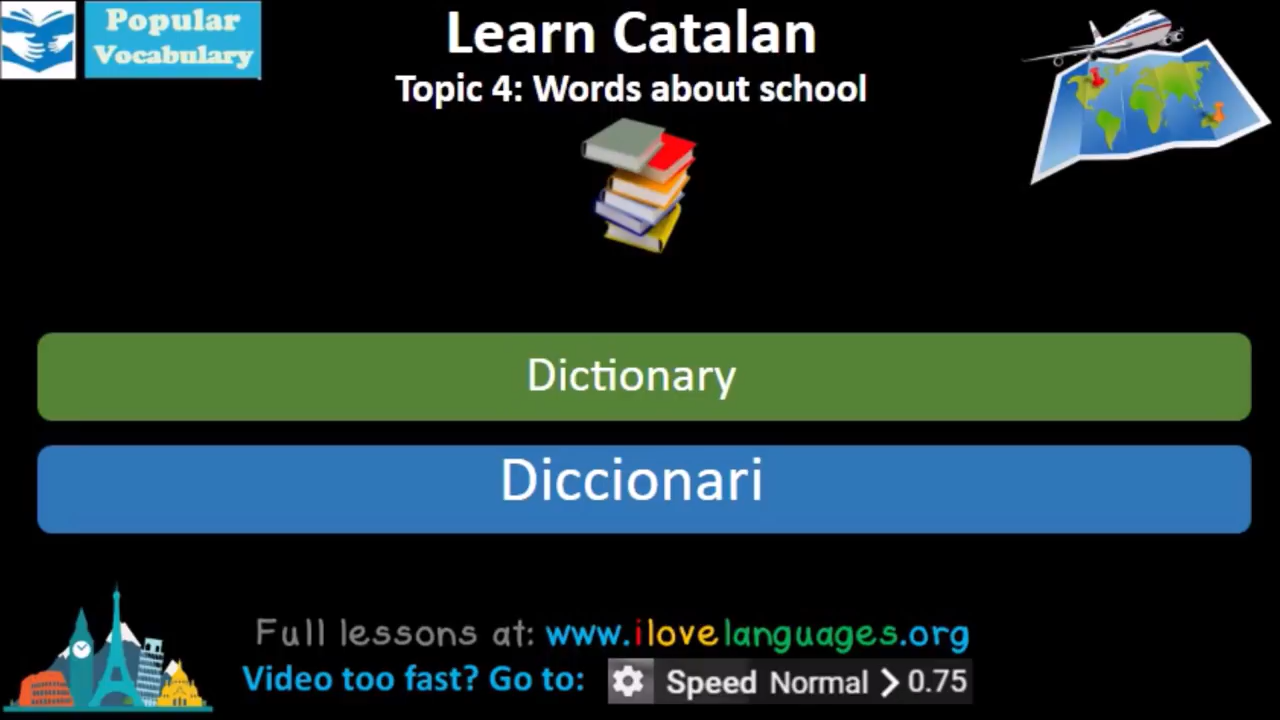 Popular
Vocabulary
Learn Catalan
Topic 4: Words about school
Dictionary
Diccionari
Full lessons at: www.ilovelanguages.org
Video too fast? Go to: Speed Normal > 0.75